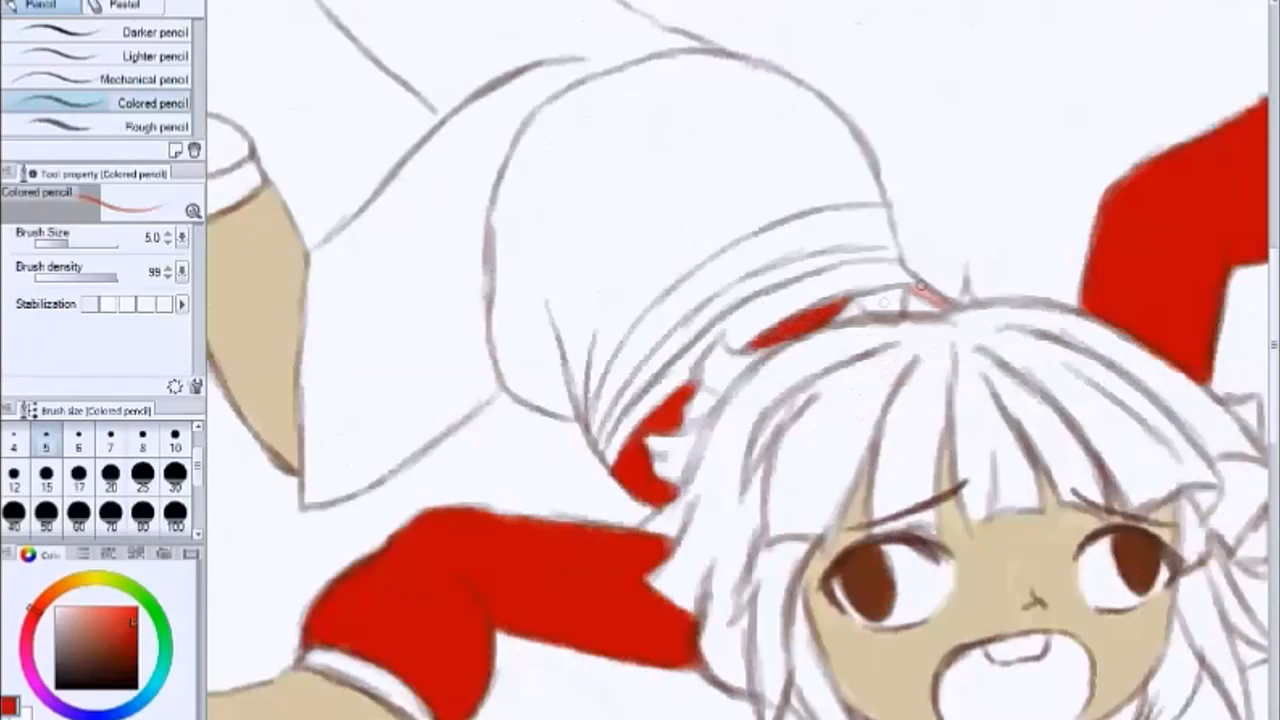 Pencil
Pastel
Darker pencil
Lighter pencil
Mechanical pencil
Colored pencil
Rough pencil
Tool property (Colored pencil)
Colored pencil
Brush Size 5.0
Brush density 99
Stabilization
Brush size (Colored pencil)
4 5 6 7 8 10
12 15 17 20 25 30
40 50 60 70 80 100
Colo